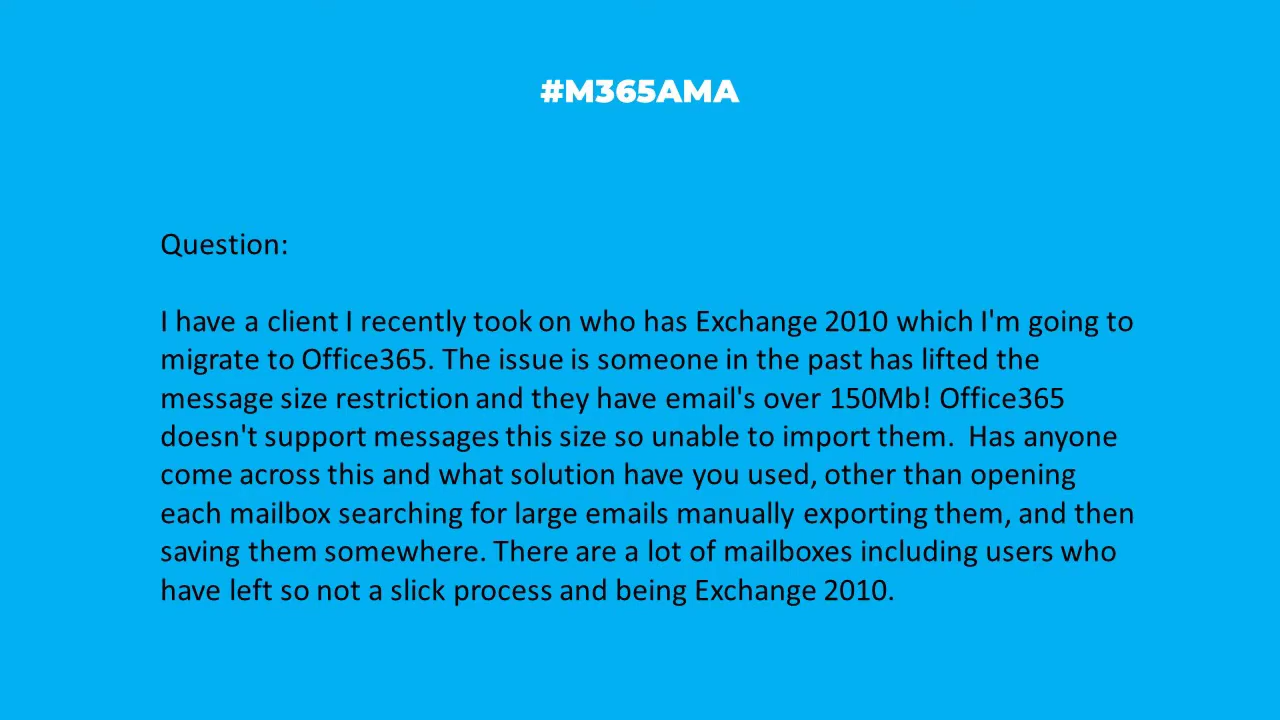 #M365AMA
Question:
I have a client I recently took on who has Exchange 2010 which I'm going to
migrate to Office365. The issue is someone in the past has lifted the
message size restriction and they have email's over 150Mb! Office365
doesn't support messages this size so unable to import them.  Has anyone
come across this and what solution have you used, other than opening
each mailbox searching for large emails manually exporting them, and then
saving them somewhere. There are a lot of mailboxes including users who
have left so not a slick process and being Exchange 2010.